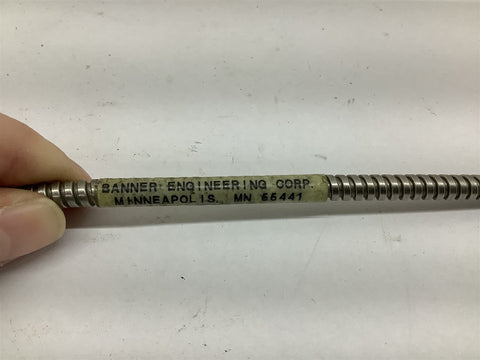 BANNER ENGINEERING CORP.
MINNEAPOLIS, MN 55441